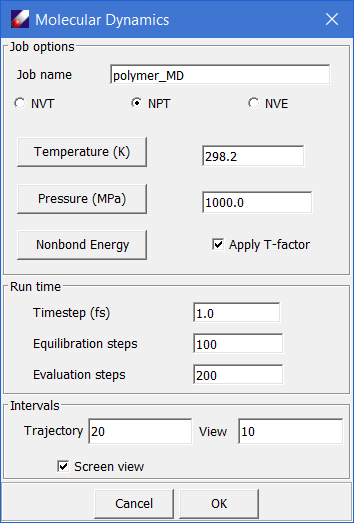 Molecular Dynamics
Job options
Job name polymer_MD
NVT NPT NVE
Temperature (K) 298.2
Pressure (MPa) 1000.0
Nonbond Energy Apply T-factor
Run time
Timestep (fs) 1.0
Equilibration steps 100
Evaluation steps 200
Intervals
Trajectory 20 View 10
Screen view
Cancel OK